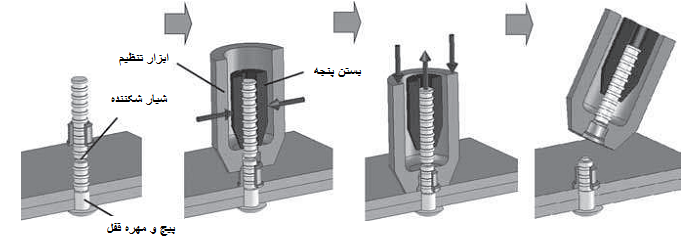 ابزار تنظیم
بستن پنجه
شیار شکننده
پیچ و مهره قفل